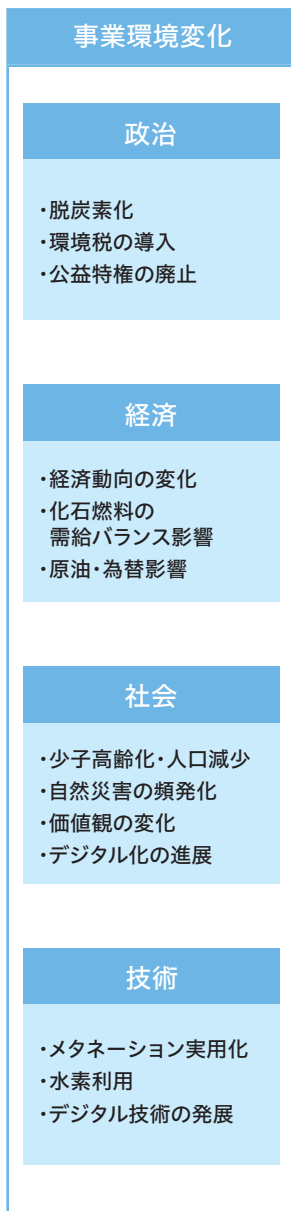 事業環境変化
政治
・脱炭素化
・環境税の導入
・公益特権の廃止
経済
・経済動向の変化
・化石燃料の
需給バランス影響
・原油・為替影響
社会
・少子高齢化・人口減少
・自然災害の頻発化
・価値観の変化
・デジタル化の進展
技術
・メタネーション実用化
・水素利用
・デジタル技術の発展